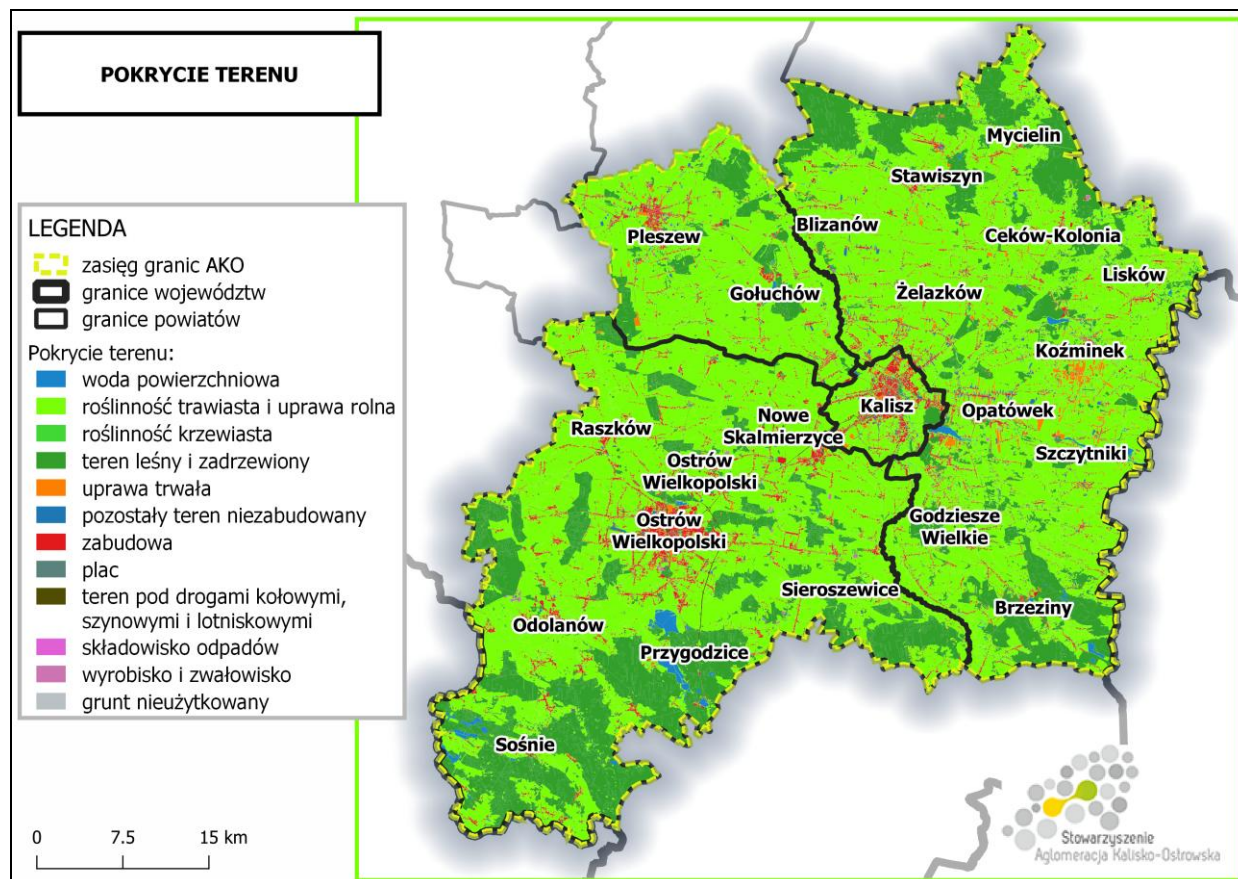 POKRYCIE TERENU
LEGENDA
zasięg granic AKO
granice województw
granice powiatów
Pokrycie terenu:
woda powierzchniowa
roślinność trawiasta i uprawa rolna
roślinność krzewiasta
teren leśny i zadrzewiony
uprawa trwała
pozostały teren niezabudowany
zabudowa
plac
teren pod drogami kołowymi,
szynowymi i lotniskowymi
składowisko odpadów
wyrobisko i zwałowisko
grunt nieużytkowany
0 7.5 15 km
Mycielin
Stawiszyn
Blizanów
Ceków-Kolonia
Pleszew
Lisków
Gołuchów
Żelazków
Koźminek
Kalisz
Opatówek
Nowe
Skalmierzyce
Raszków
Szczytniki
Ostrów
Wielkopolski
Ostrów
Wielkopolski
Godziesze
Wielkie
Sieroszewice
Brzeziny
Odolanów
Przygodzice
Sośnie
Stowarzyszenie
Aglomeracja Kalisko-Ostrowska